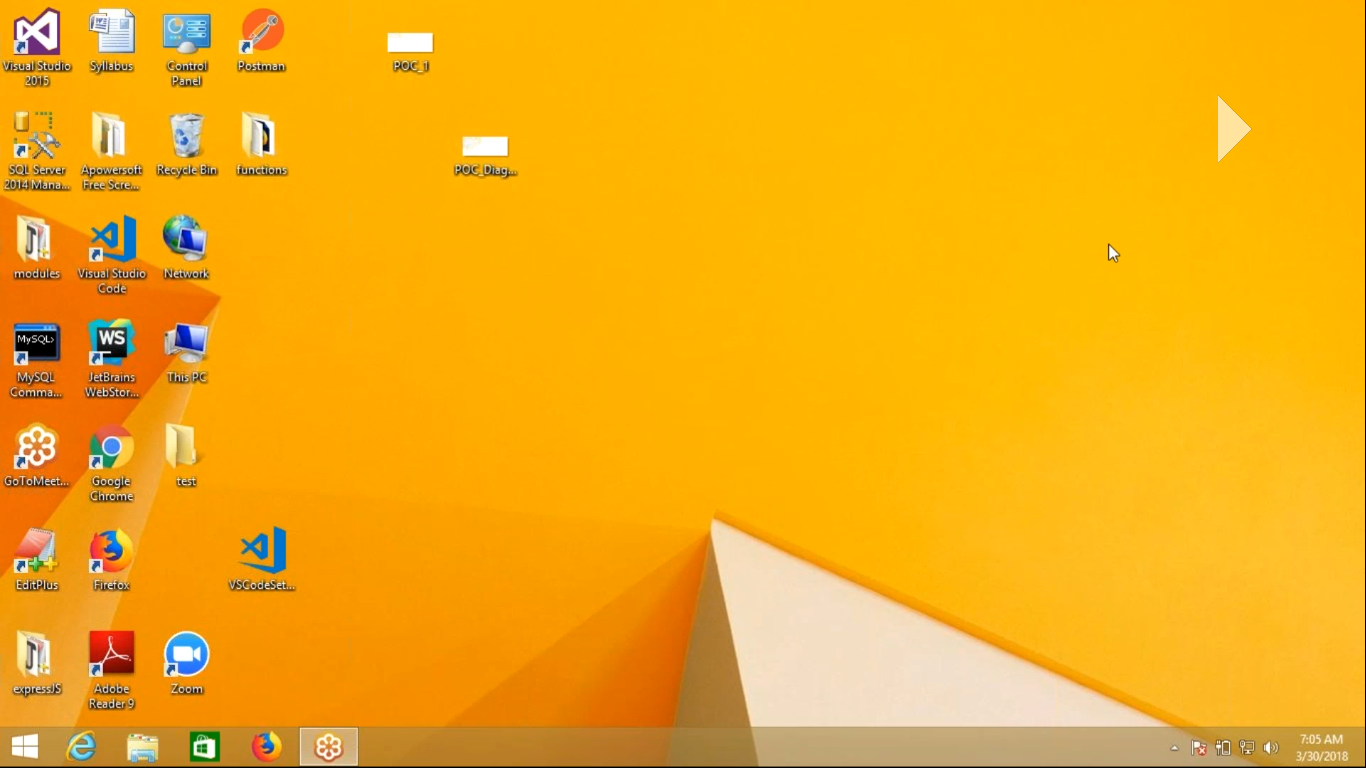 Visual Studio
2015
Syllabus
Control
Panel
Postman
POC_1
SQL Server
2014 Mana...
Apowersoft
Free Scre...
Recycle Bin
functions
POC_Diag...
modules
Visual Studio
Code
Network
MySQL>
MySQL
Comma...
WS
JetBrains
WebStor...
This PC
GoToMeet...
Google
Chrome
test
EditPlus
Firefox
VSCodeSet...
expressJS
Adobe
Reader 9
Zoom
7:05 AM
3/30/2018